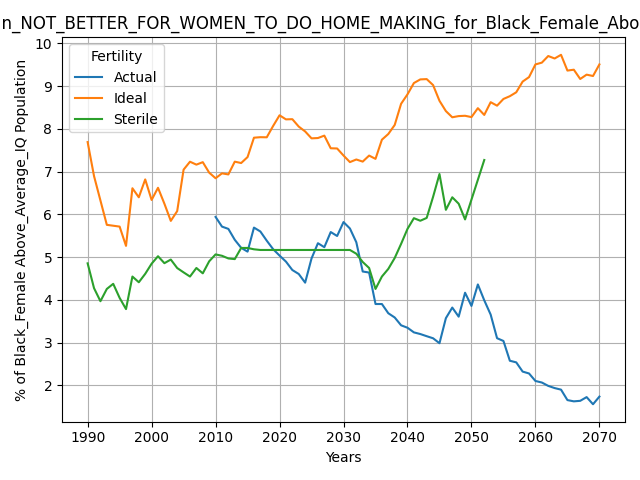 n_NOT_BETTER_FOR_WOMEN_TO_DO_HOME_MAKING_for_Black_Female_Abo
% of Black_Female Above_Average_IQ Population
10
9
8
7
6
5
4
3
2
Fertility
Actual
Ideal
Sterile
1990 2000 2010 2020 2030 2040 2050 2060 2070
Years